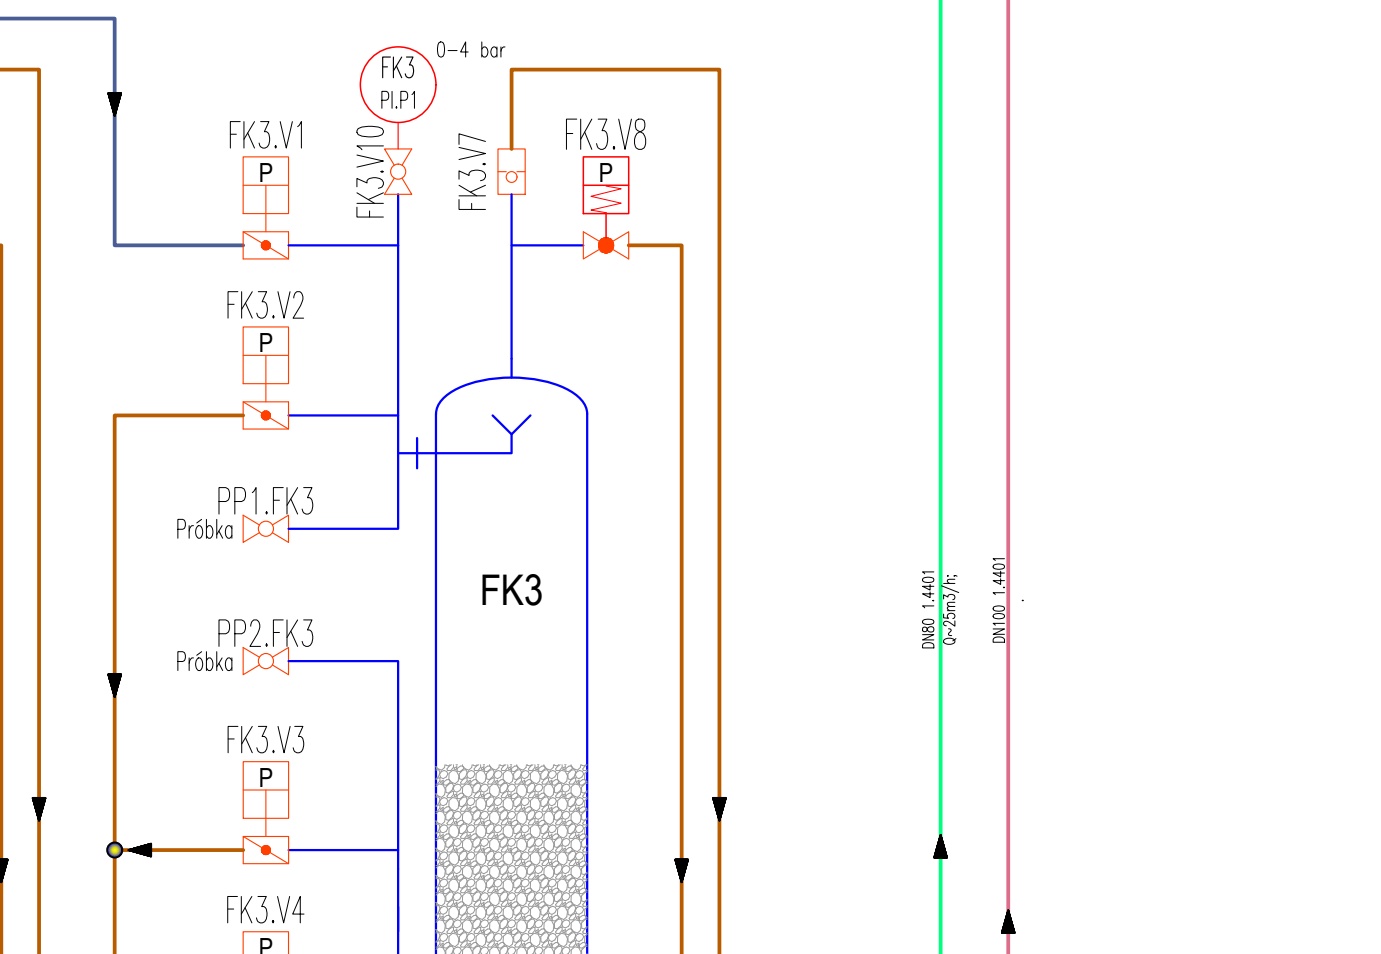 0-4 bar
FK3
PI.P1
FK3.V1
P
FK3.V10
FK3.V7
FK3.V8
P
FK3.V2
P
PP1.FK3
Próbka
FK3
PP2.FK3
Próbka
DN80 1.4401
Q~25m3/h;
DN100 1.4401
FK3.V3
P
FK3.V4
P